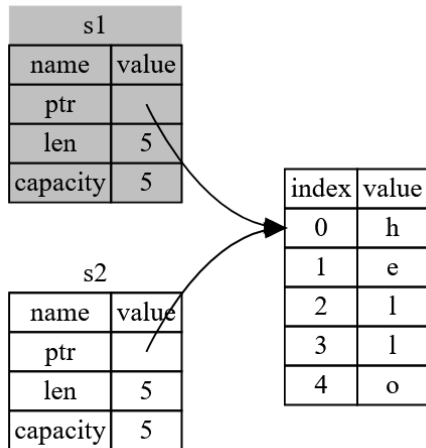 s1
name value
ptr
len 5
capacity 5
s2
name value
ptr
len 5
capacity 5
index value
0 h
1 e
2 l
3 l
4 o